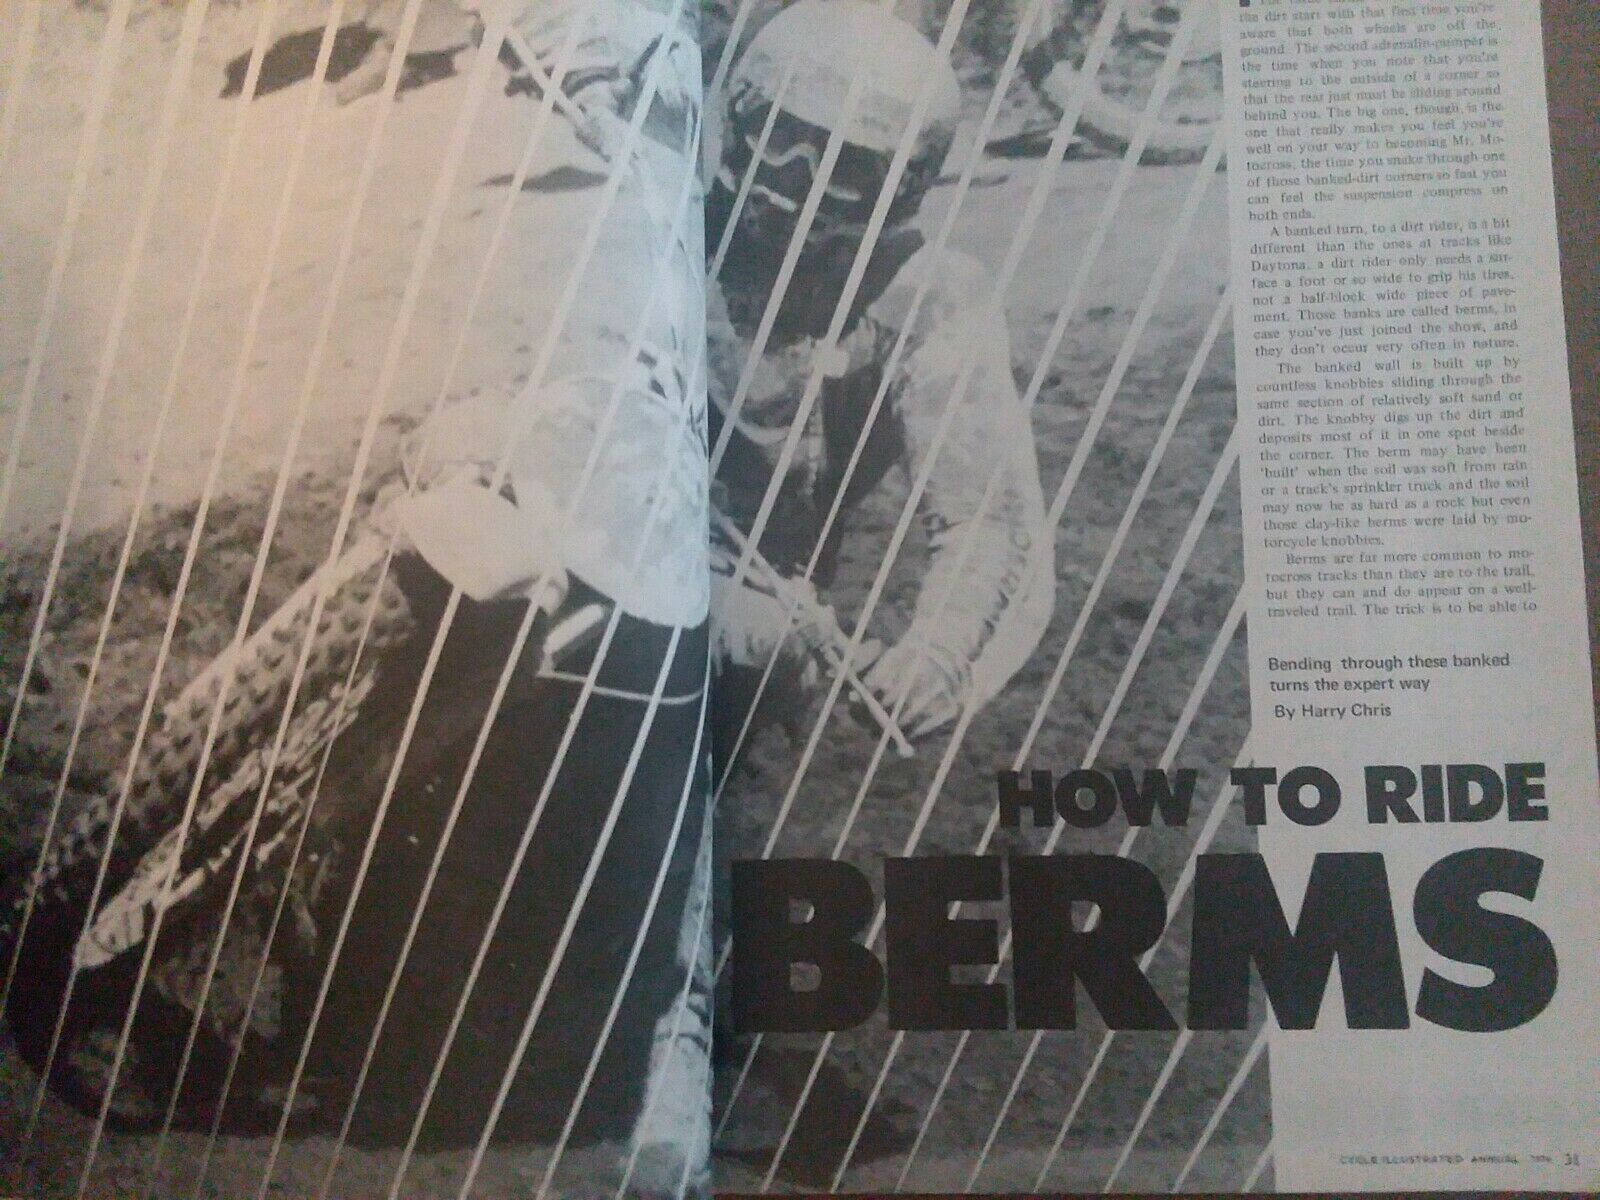 the dirt start with that first time you're
aware that both wheels are off the
ground. The second adrenalin-pumper is
the time when you note that you're
steering to the outside of a corner so
that the rear just must be sliding around
behind you. The big one, though, is the
one that really makes you feel you're
well on your way to becoming Mr. Mo-
tocross, the time you snake through one
of those banked-dirt corners so fast you
can feel the suspension compress on
both ends.
A banked turn, to a dirt rider, is a bit
different than the ones at tracks like
Daytona. a dirt rider only needs a sur-
face a foot or so wide to grip his tires,
not a half-block wide piece of pave-
ment. Those banks are called berms, in
case you've just joined the show, and
they don't occur very often in nature.
The banked wall is built up by
countless knobbies sliding through the
same section of relatively soft sand or
dirt. The knobby digs up the dirt and
deposits most of it in one spot beside
the corner. The berm may have been
'built' when the soil was soft from rain
or a track's sprinkler truck and the soil
may now be as hard as a rock but even
those clay-like berms were laid by mo-
torcycle knobbies.
Berms are far more common to mo-
tocross tracks than they are to the trail,
but they can and do appear on a well-
traveled trail. The trick is to be able to
Bending through these banked
turns the expert way
By Harry Chris
HOW TO RIDE
BERMS
CYCLE ILLUSTRATED ANNUAL